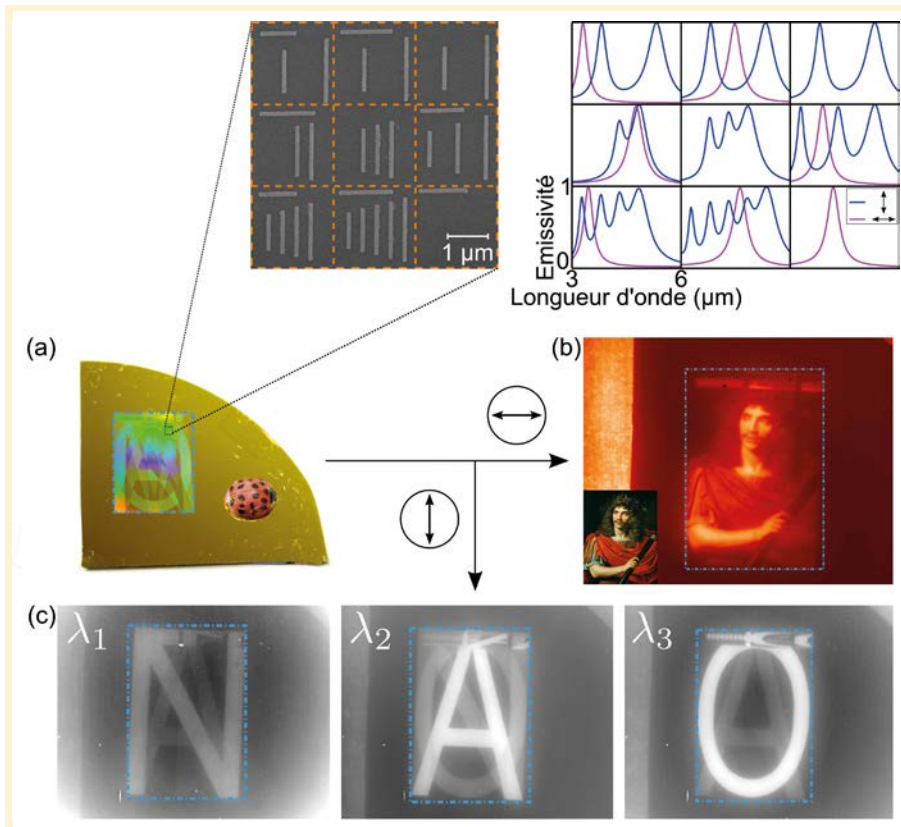 1 μm
Emissivité
1
0
3
6
Longueur d'onde (μm)
(a)
(b)
(c)
λ1
λ2
λ3
N
A
O